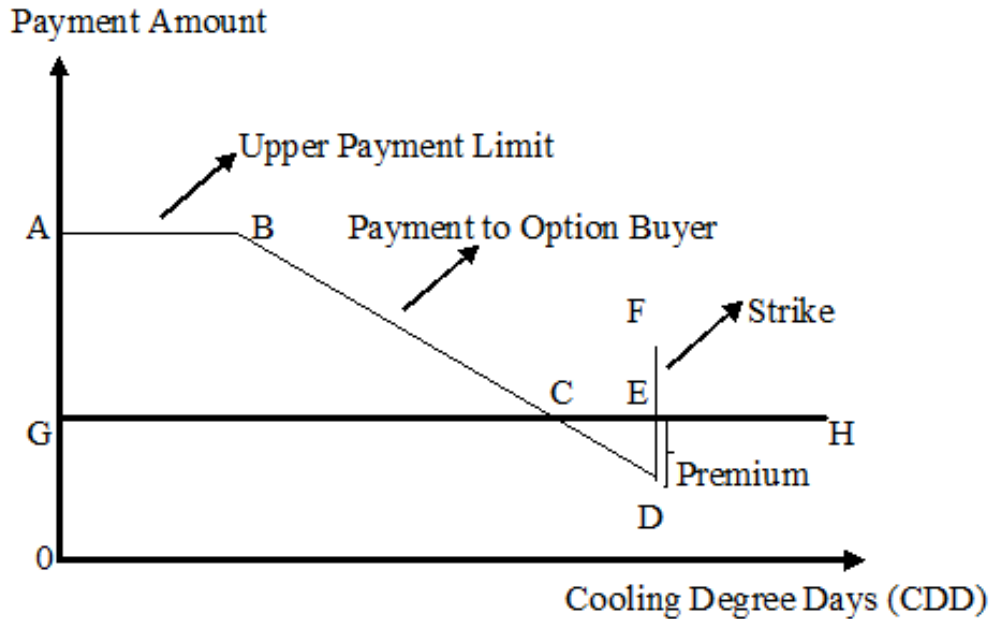 Payment Amount
Upper Payment Limit
A
B
Payment to Option Buyer
F
Strike
C
E
G
H
Premium
D
0
Cooling Degree Days (CDD)